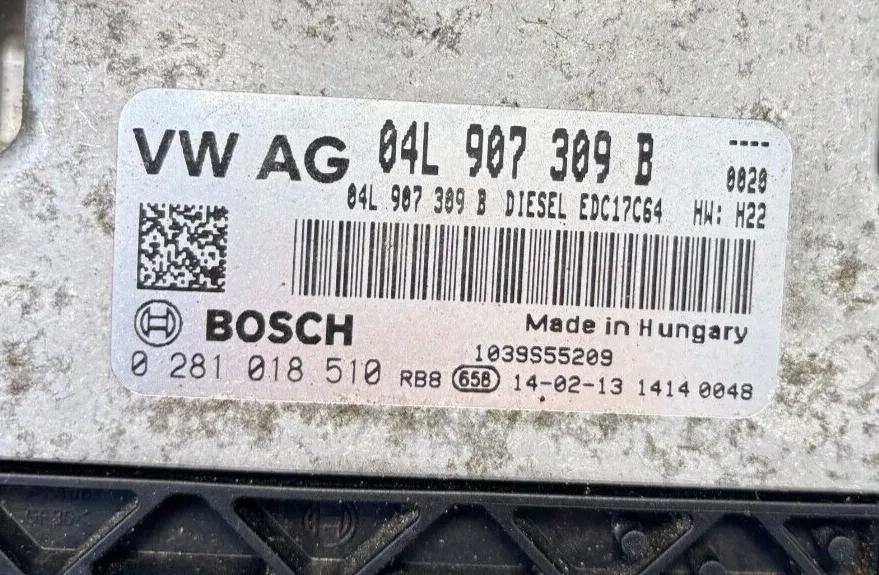 VW AG 04L 907 309 B ----
0020
04L 907 309 B DIESEL EDC17C64 HW: H22
BOSCH Made in Hungary
1039S55209
0 281 018 510 RB8 658 14-02-13 1414 0048